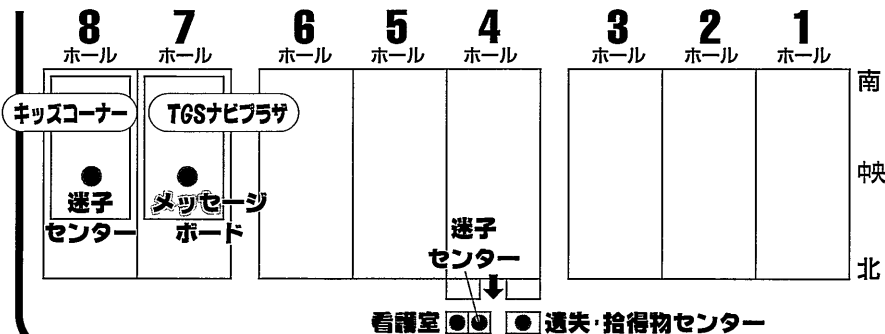 8 7 6 5 4 3 2 1
ホール ホール ホール ホール ホール ホール ホール ホール
南
キッズコーナー TGSナビプラザ
中央
迷子 メッセージ
センター ボード
迷子
センター
北
看護室 遺失・拾得物センター